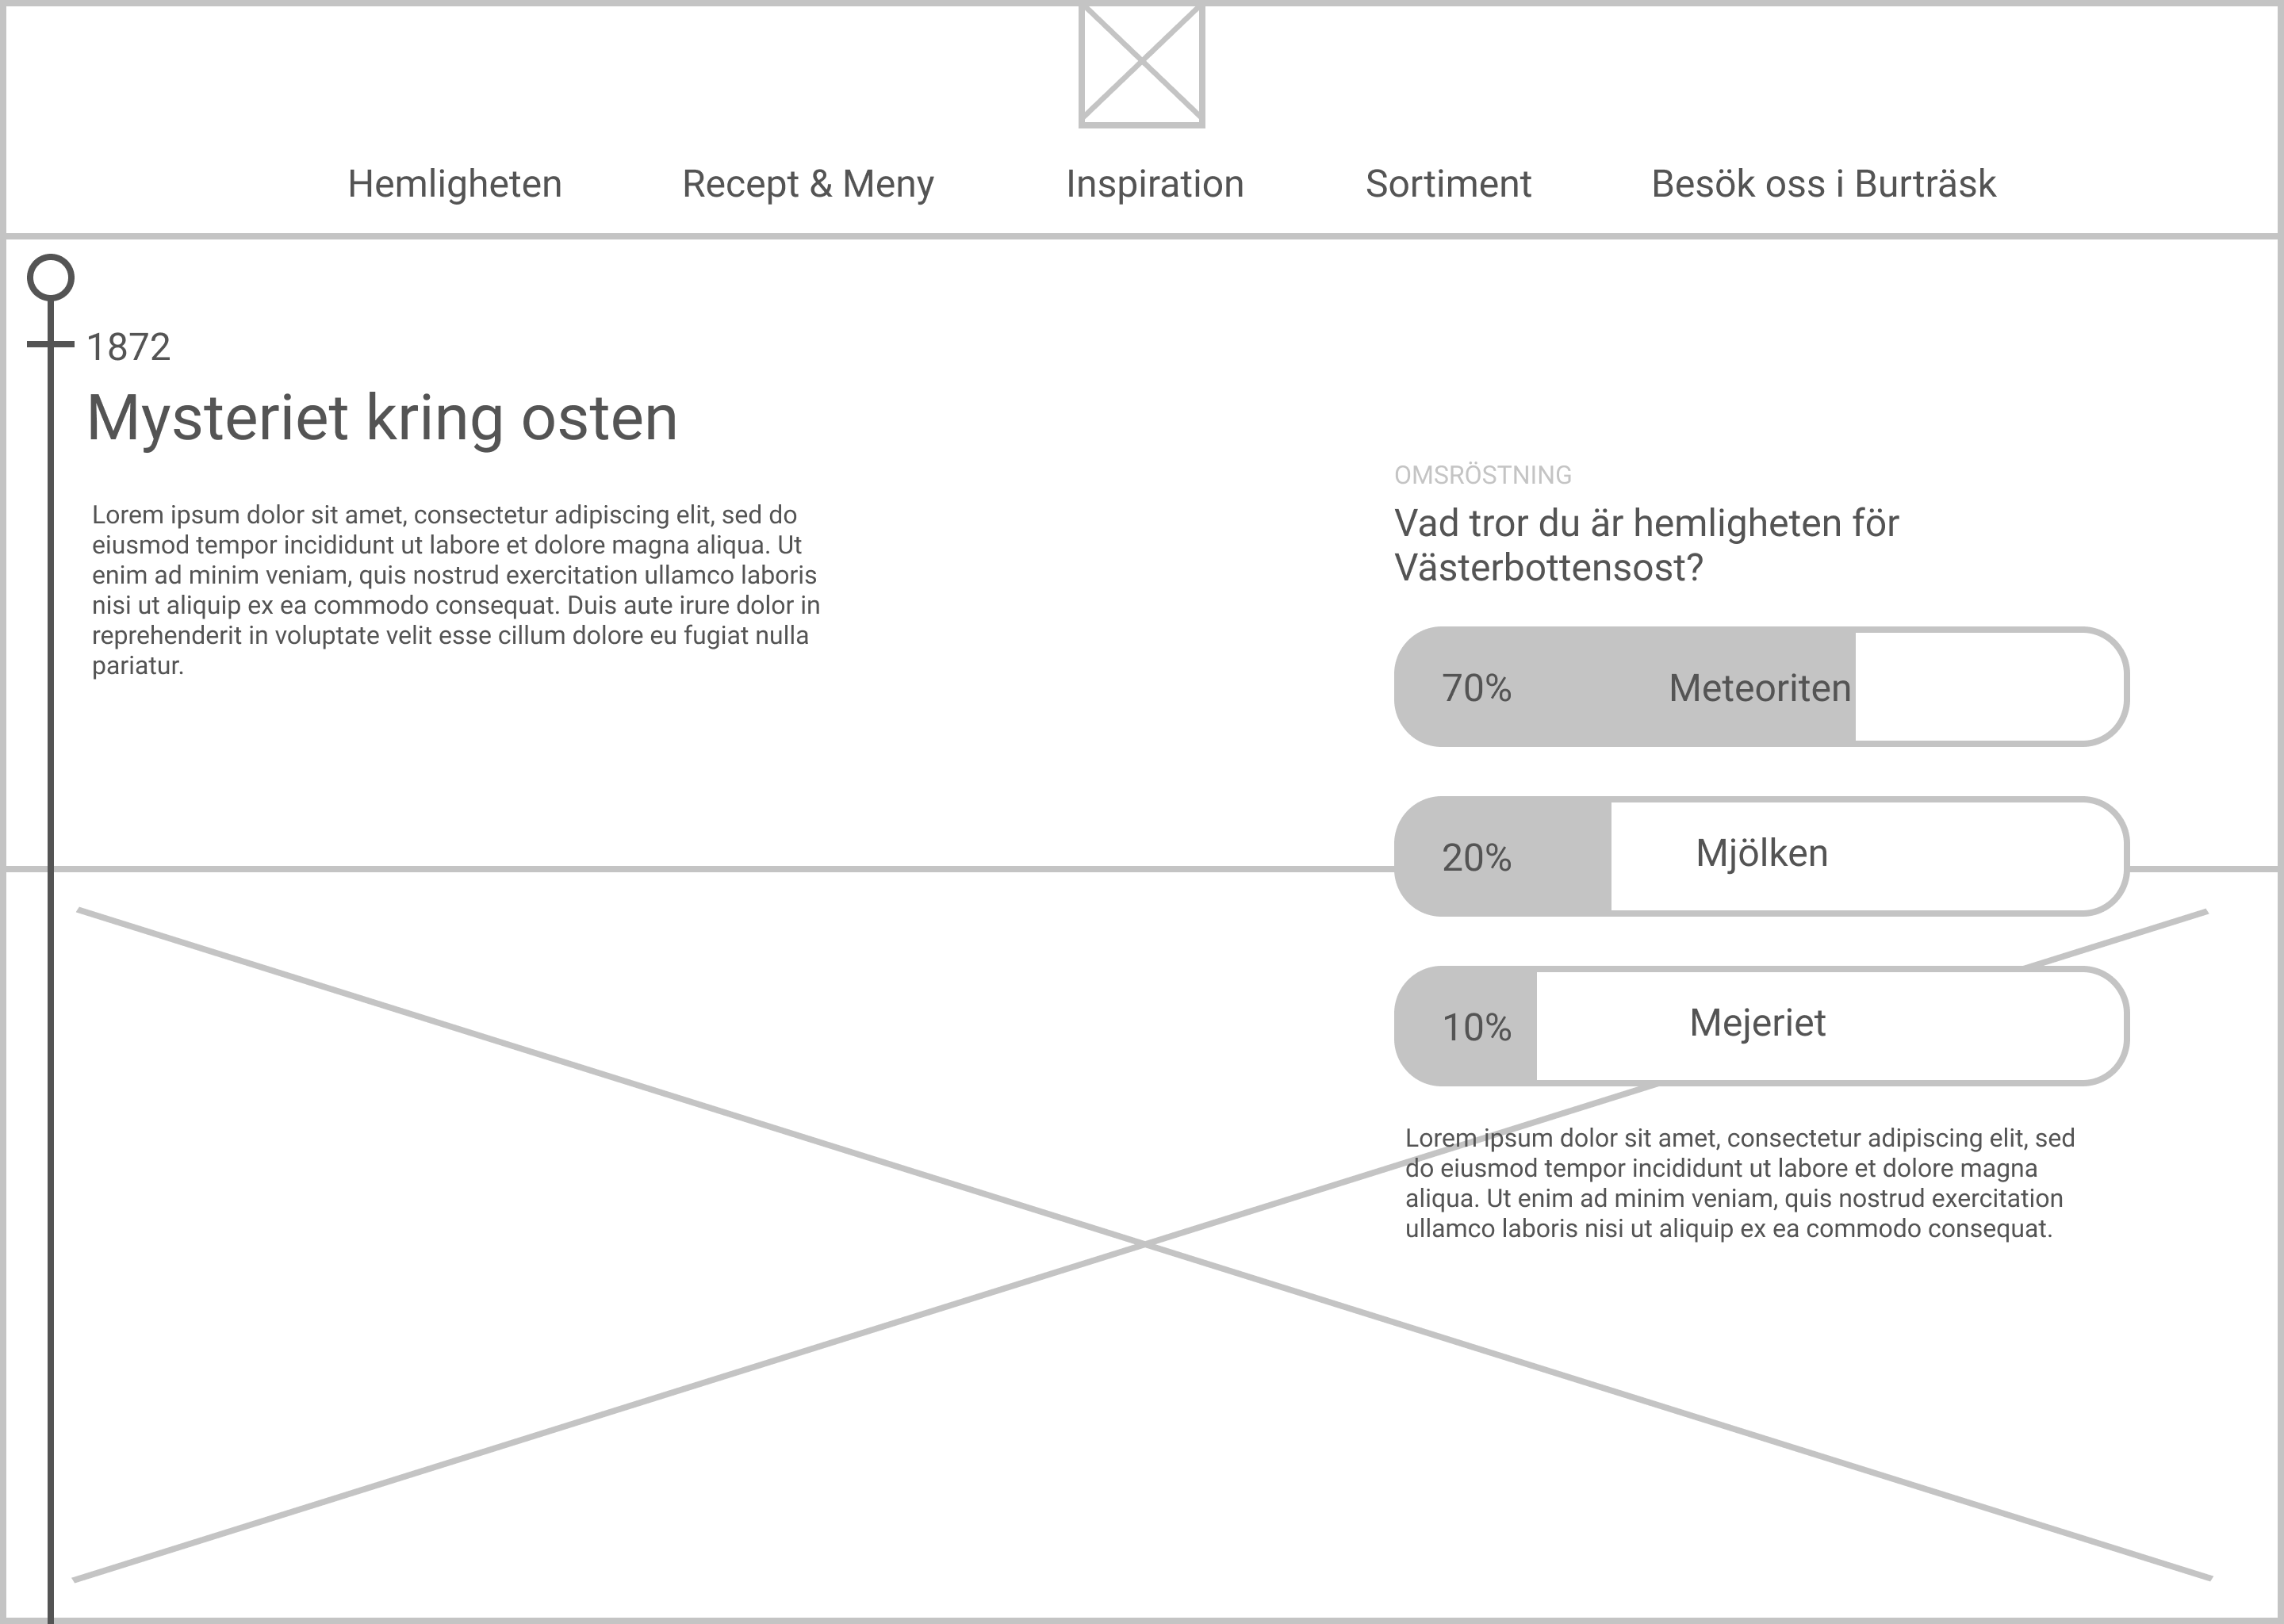 Hemligheten
Recept & Meny
Inspiration
Sortiment
Besök oss i Burträsk
1872
Mysteriet kring osten
Lorem ipsum dolor sit amet, consectetur adipiscing elit, sed do
eiusmod tempor incididunt ut labore et dolore magna aliqua. Ut
enim ad minim veniam, quis nostrud exercitation ullamco laboris
nisi ut aliquip ex ea commodo consequat. Duis aute irure dolor in
reprehenderit in voluptate velit esse cillum dolore eu fugiat nulla
pariatur.
OMSRÖSTNING
Vad tror du är hemligheten för
Västerbottensost?
70% Meteoriten
20% Mjölken
10% Mejeriet
Lorem ipsum dolor sit amet, consectetur adipiscing elit, sed
do eiusmod tempor incididunt ut labore et dolore magna
aliqua. Ut enim ad minim veniam, quis nostrud exercitation
ullamco laboris nisi ut aliquip ex ea commodo consequat.